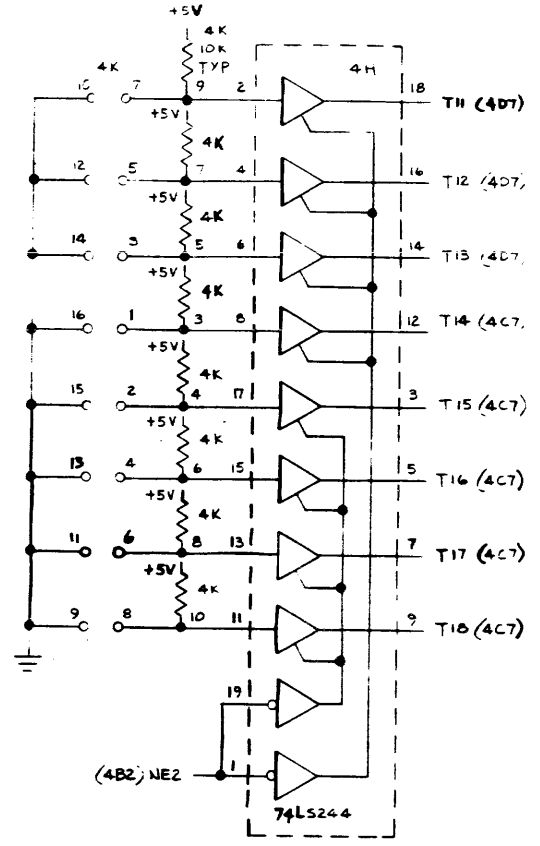 +5V
4K
10K
TYP
4K
4H
7 9 2 18 T11 (4D7)
+5V
4K
12 5 7 4 16 T12 (4D7)
+5V
4K
14 3 5 6 14 T13 (4D7)
+5V
4K
16 1 3 8 12 T14 (4C7)
+5V
4K
15 2 4 17 3 T15 (4C7)
+5V
4K
13 4 6 15 5 T16 (4C7)
+5V
4K
11 6 8 13 7 T17 (4C7)
+5V
4K
9 8 10 11 9 T18 (4C7)
19
(4B2) NE2 1
74LS244